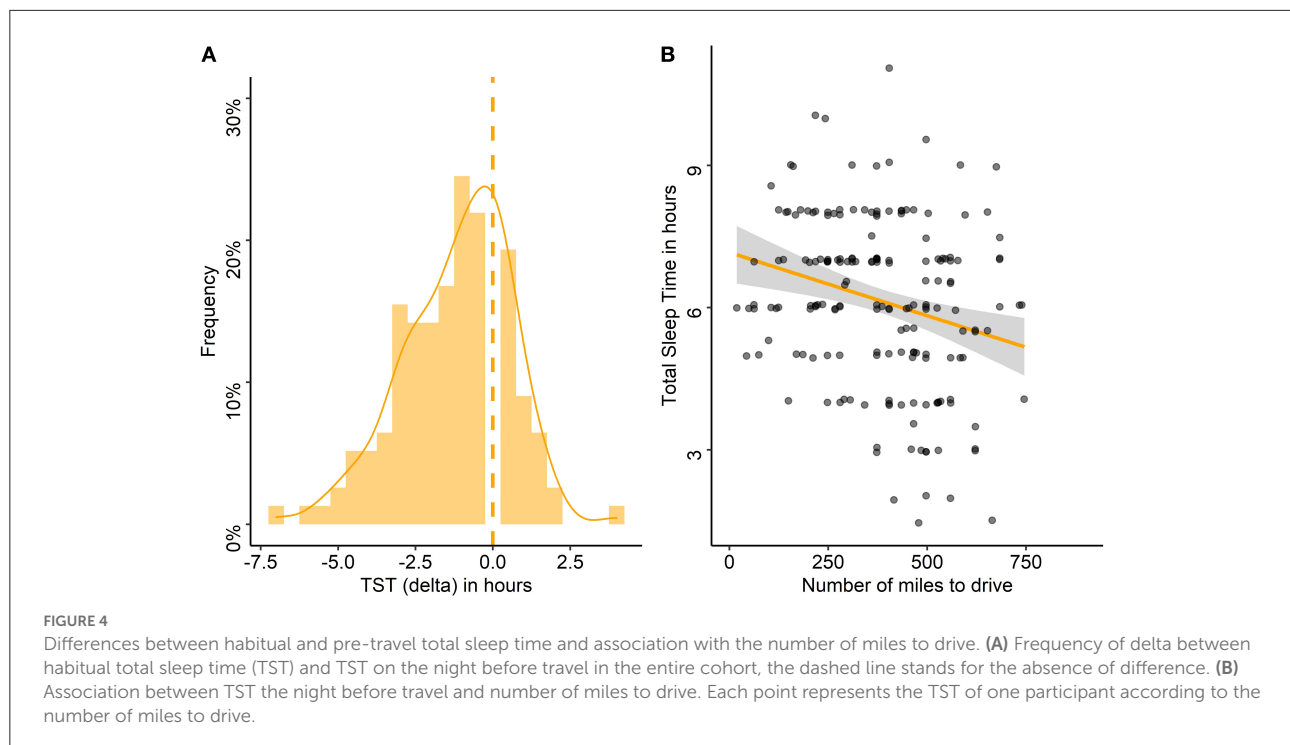 A
30%
20%
10%
0%
Frequency
-7.5
-5.0
-2.5
0.0
2.5
TST (delta) in hours
B
9
6
3
Total Sleep Time in hours
0
250
500
750
Number of miles to drive
FIGURE 4
Differences between habitual and pre-travel total sleep time and association with the number of miles to drive. (A) Frequency of delta between
habitual total sleep time (TST) and TST on the night before travel in the entire cohort, the dashed line stands for the absence of difference. (B)
Association between TST the night before travel and number of miles to drive. Each point represents the TST of one participant according to the
number of miles to drive.